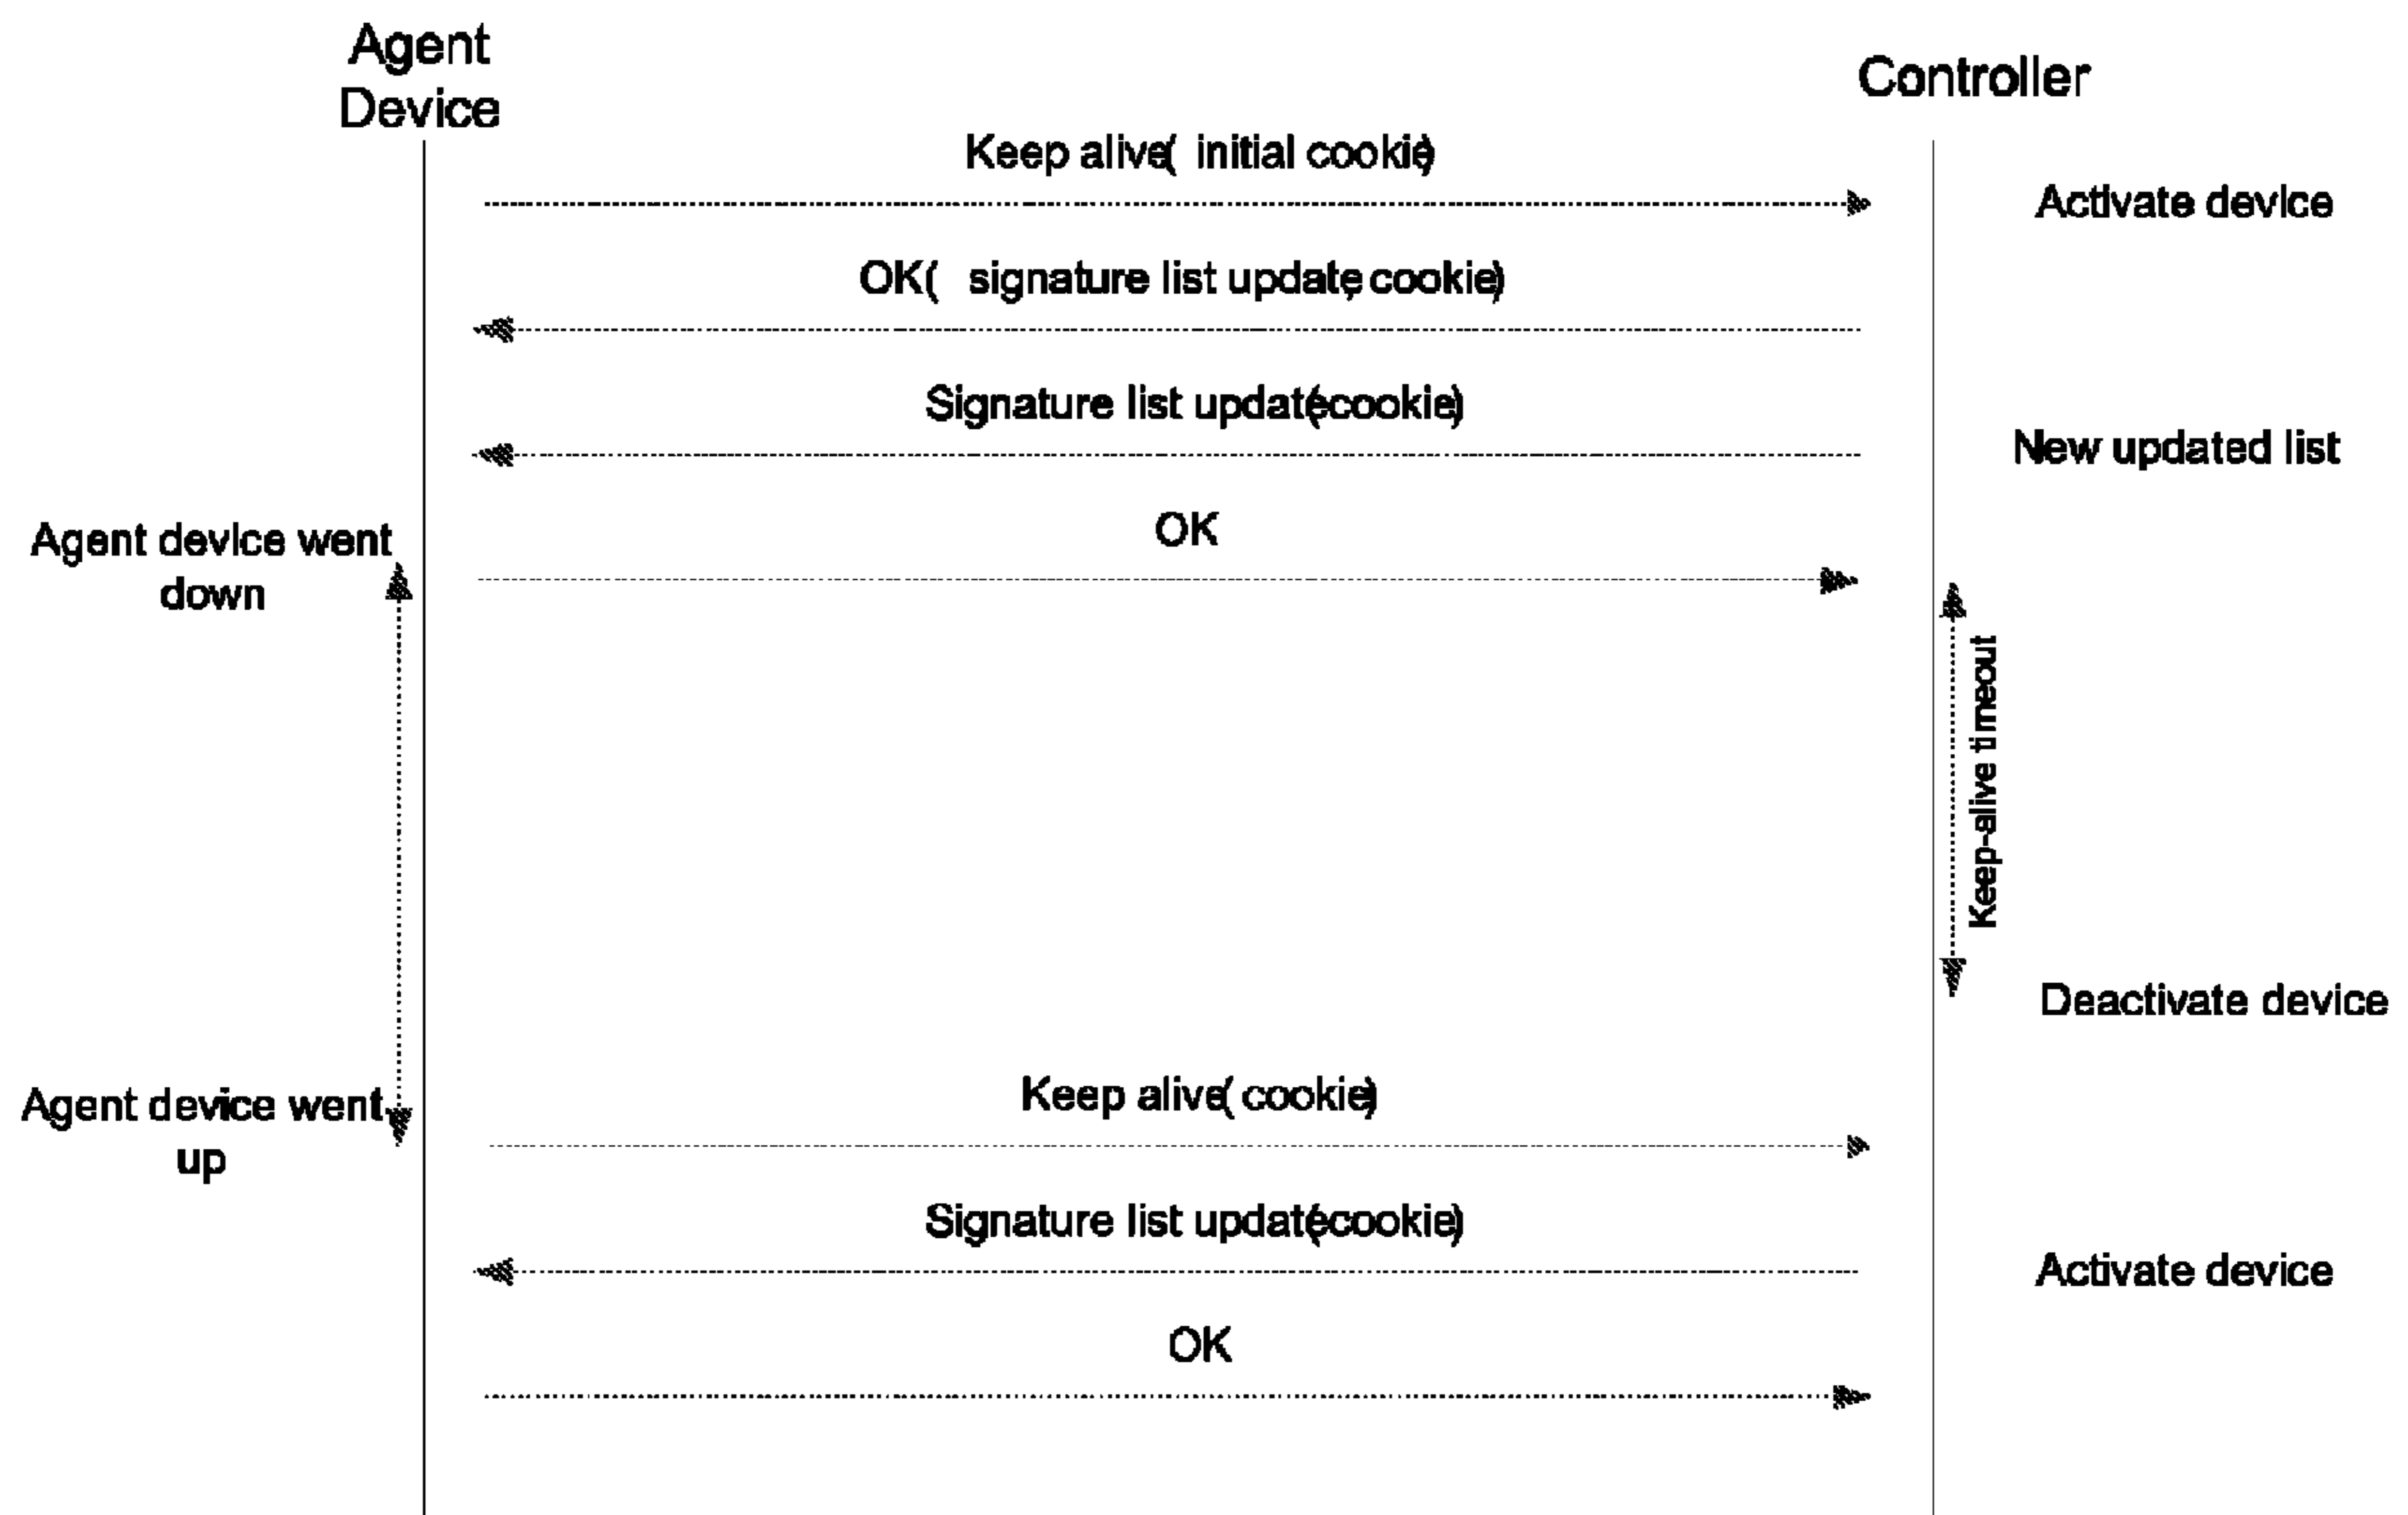 Agent
Device
Controller
Keep alive( initial cookie)
Activate device
OK( signature list update, cookie)
Signature list update(cookie)
New updated list
OK
Agent device went
down
Keep-alive timeout
Deactivate device
Keep alive( cookie)
Agent device went
up
Signature list update(cookie)
Activate device
OK